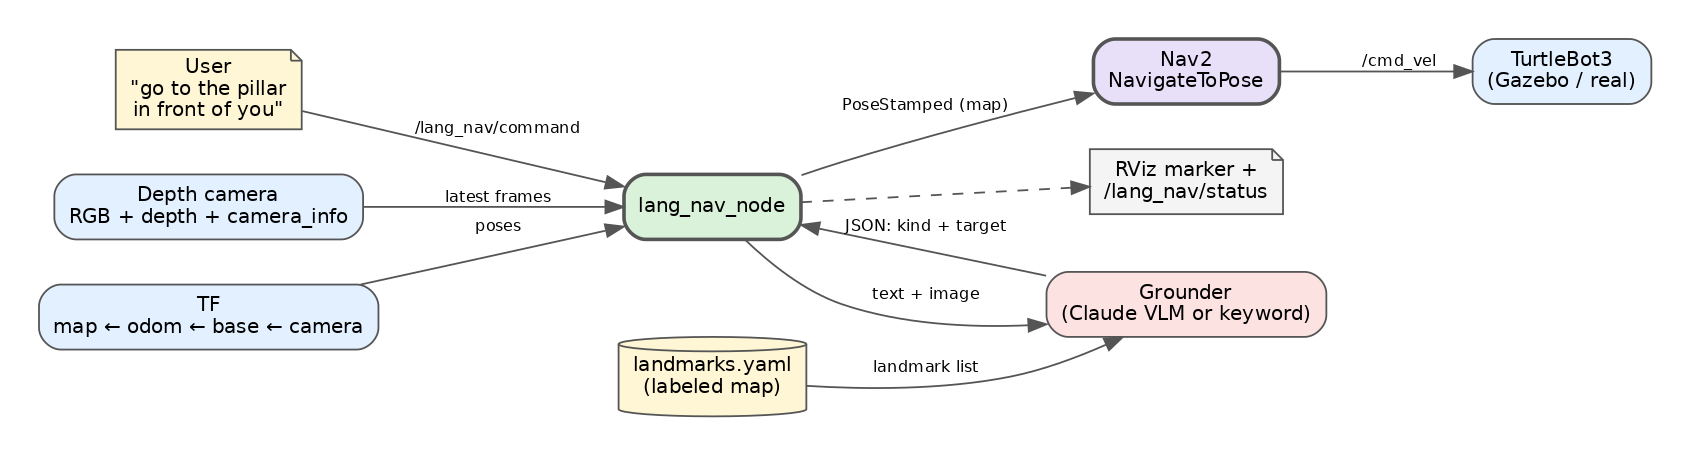 User
"go to the pillar
in front of you"
/lang_nav/command
Depth camera
RGB + depth + camera_info
latest frames
poses
TF
map ← odom ← base ← camera
lang_nav_node
landmarks.yaml
(labeled map)
PoseStamped (map)
Nav2
NavigateToPose
/cmd_vel
TurtleBot3
(Gazebo / real)
RViz marker +
/lang_nav/status
JSON: kind + target
text + image
Grounder
(Claude VLM or keyword)
landmark list